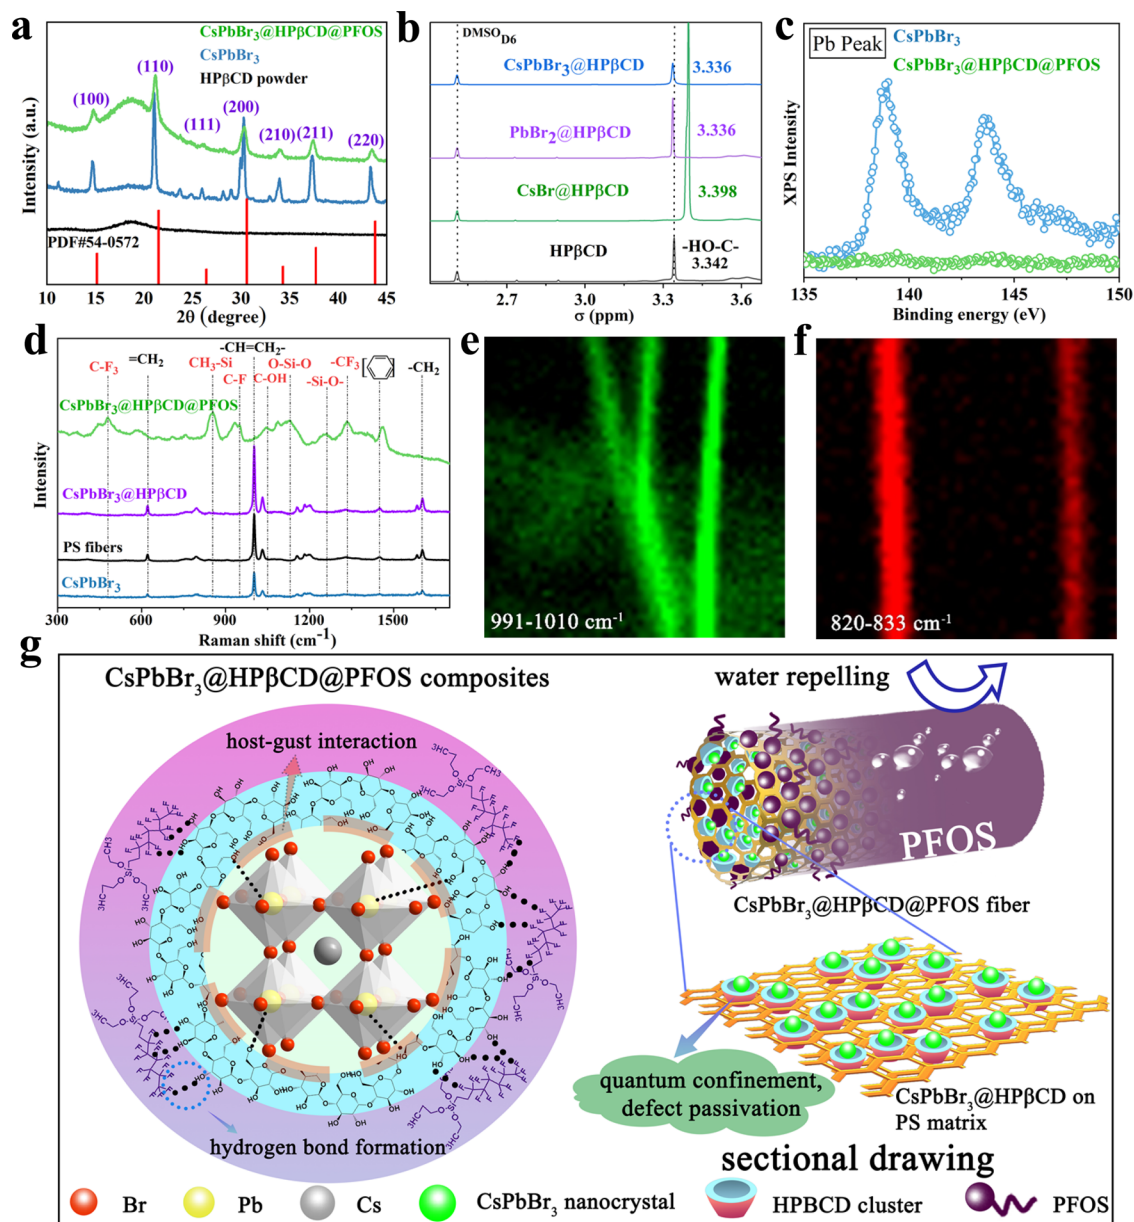 a
CsPbBr3@HPβCD@PFOS
CsPbBr3
HPβCD powder
(110)
(100)
(200)
(111)
(210)
(211)
(220)
PDF#54-0572
Intensity (a.u.)
10 15 20 25 30 35 40 45
2θ (degree)
b
DMSO D6
CsPbBr3@HPβCD
3.336
PbBr2@HPβCD
3.336
CsBr@HPβCD
3.398
HPβCD
-HO-C-
3.342
2.7 3.0 3.3 3.6
σ (ppm)
c
Pb Peak
CsPbBr3
CsPbBr3@HPβCD@PFOS
XPS Intensity
135 140 145 150
Binding energy (eV)
d
-CH=CH2-
C-F3
=CH2
CH3-Si
O-Si-O
-CF3
-CH2
C-F
C-OH
-Si-O-
CsPbBr3@HPβCD@PFOS
CsPbBr3@HPβCD
PS fibers
CsPbBr3
Intensity
300 600 900 1200 1500
Raman shift (cm-1)
e
991-1010 cm-1
f
820-833 cm-1
g
CsPbBr3@HPβCD@PFOS composites
host-gust interaction
hydrogen bond formation
water repelling
PFOS
CsPbBr3@HPβCD@PFOS fiber
quantum confinement,
defect passivation
CsPbBr3@HPβCD on
PS matrix
sectional drawing
Br
Pb
Cs
CsPbBr3 nanocrystal
HPBCD cluster
PFOS